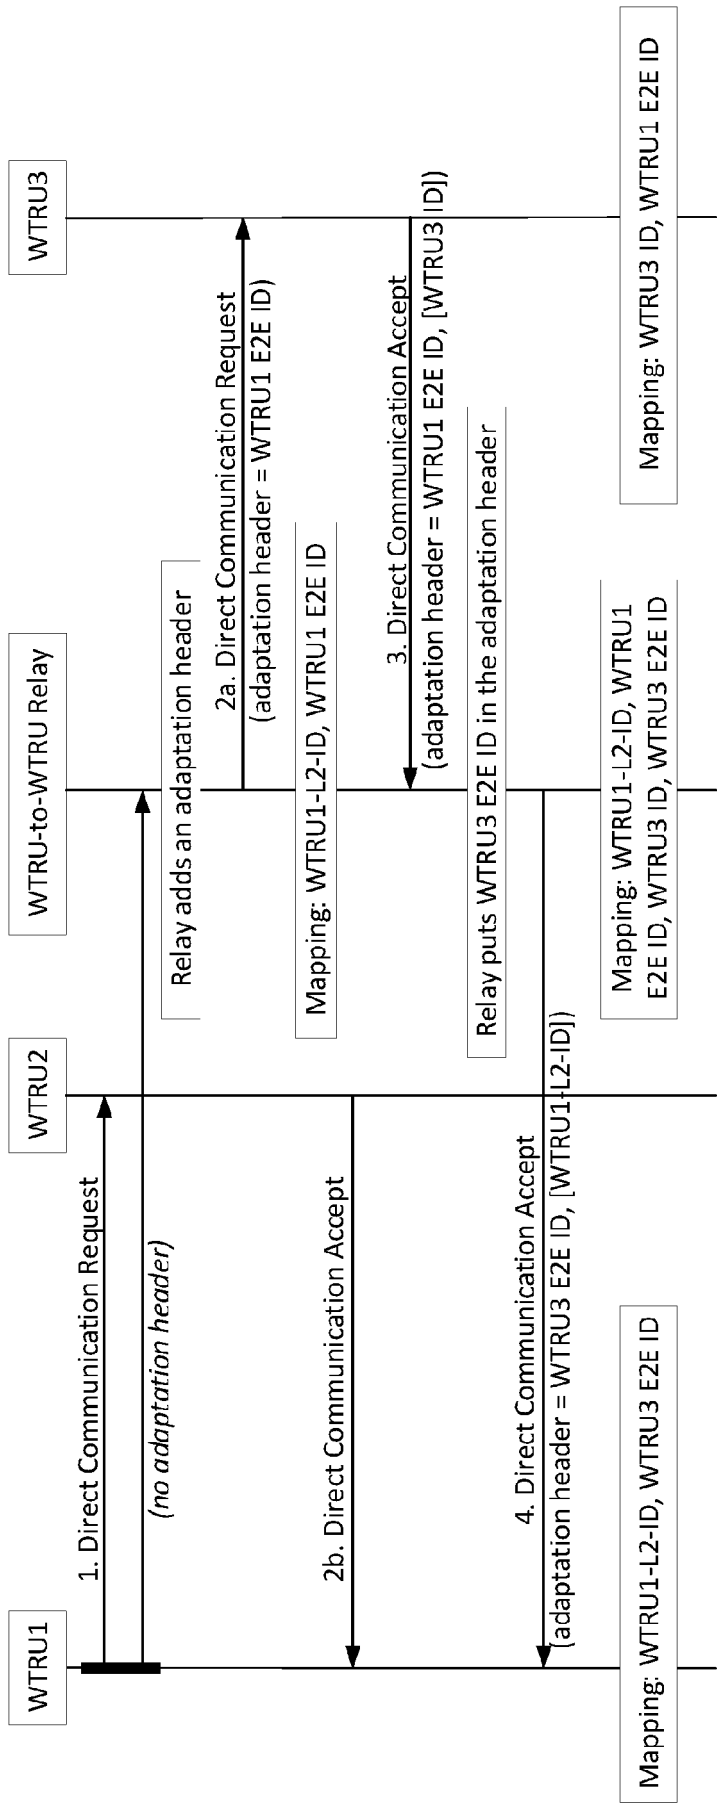 WTRU1
WTRU2
WTRU-to-WTRU Relay
WTRU3
1. Direct Communication Request
(no adaptation header)
Relay adds an adaptation header
2a. Direct Communication Request
(adaptation header = WTRU1 E2E ID)
Mapping: WTRU1-L2-ID, WTRU1 E2E ID
2b. Direct Communication Accept
3. Direct Communication Accept
(adaptation header = WTRU1 E2E ID, [WTRU3 ID])
Relay puts WTRU3 E2E ID in the adaptation header
4. Direct Communication Accept
(adaptation header = WTRU3 E2E ID, [WTRU1-L2-ID])
Mapping: WTRU1-L2-ID, WTRU3 E2E ID
Mapping: WTRU1-L2-ID, WTRU1
E2E ID, WTRU3 ID, WTRU3 E2E ID
Mapping: WTRU3 ID, WTRU1 E2E ID